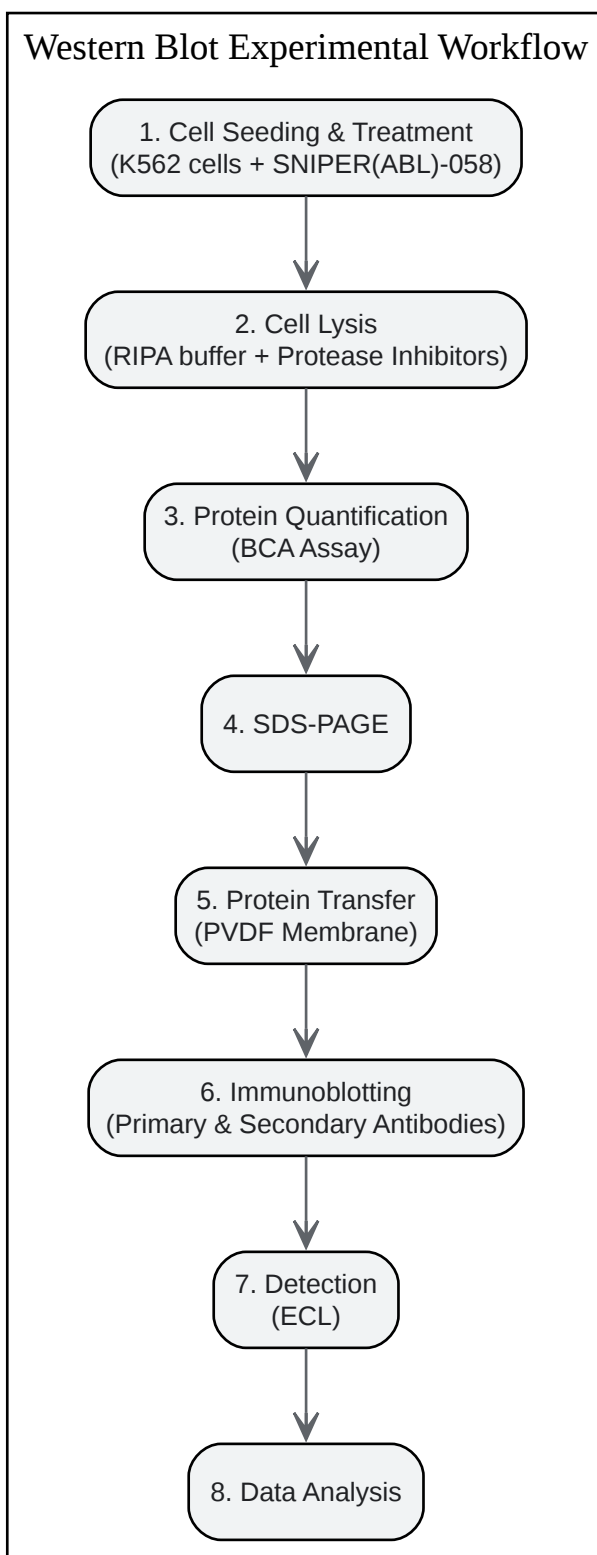 Western Blot Experimental Workflow
1. Cell Seeding & Treatment
(K562 cells + SNIPER(ABL)-058)
2. Cell Lysis
(RIPA buffer + Protease Inhibitors)
3. Protein Quantification
(BCA Assay)
4. SDS-PAGE
5. Protein Transfer
(PVDF Membrane)
6. Immunoblotting
(Primary & Secondary Antibodies)
7. Detection
(ECL)
8. Data Analysis